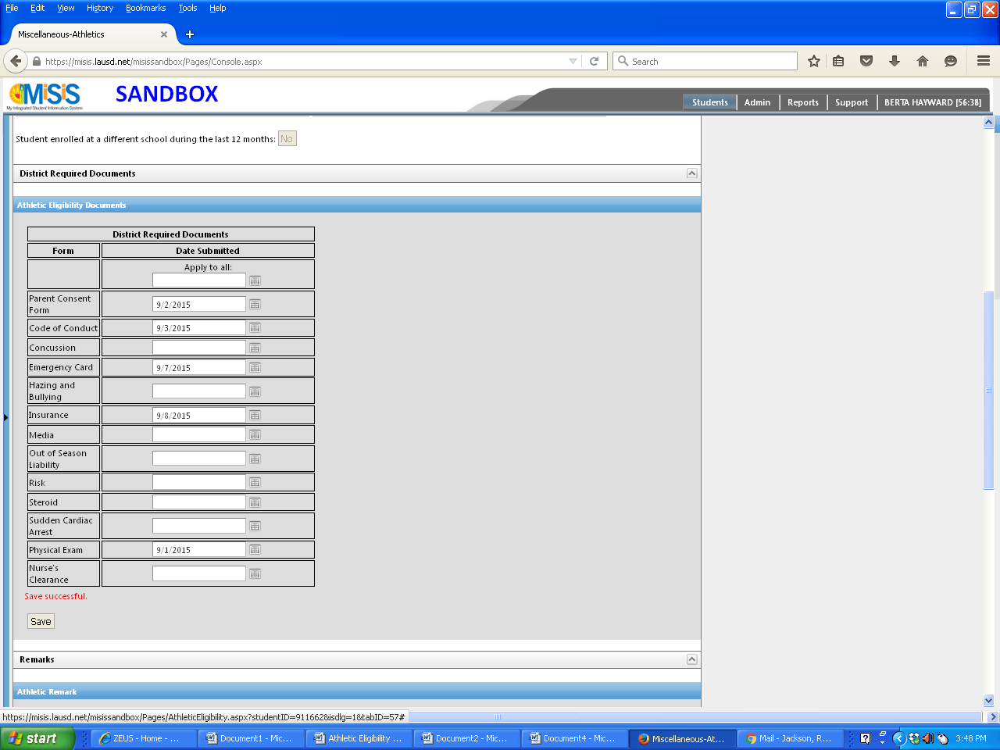 File Edit View History Bookmarks Tools Help
Miscellaneous-Athletics
https://misis.lausd.net/misissandbox/Pages/Console.aspx
Search
MiSiS
My Integrated Student Information System
SANDBOX
Students Admin Reports Support BERTA HAYWARD [56:38]
Student enrolled at a different school during the last 12 months: No
District Required Documents
Athletic Eligibility Documents
District Required Documents
Form Date Submitted
Apply to all:
Parent Consent
Form
9/2/2015
Code of Conduct 9/3/2015
Concussion
Emergency Card 9/7/2015
Hazing and
Bullying
Insurance 9/8/2015
Media
Out of Season
Liability
Risk
Steroid
Sudden Cardiac
Arrest
Physical Exam 9/1/2015
Nurse's
Clearance
Save successful.
Save
Remarks
Athletic Remark
https://misis.lausd.net/misissandbox/Pages/AthleticEligibility.aspx?studentID=911662&isdlg=1&tabID=57#
start ZEUS - Home - ... Document1 - Mic... Athletic Eligibility ... Document2 - Mic... Document4 - Mic... Miscellaneous-At... Mail - Jackson, R... 3:48 PM